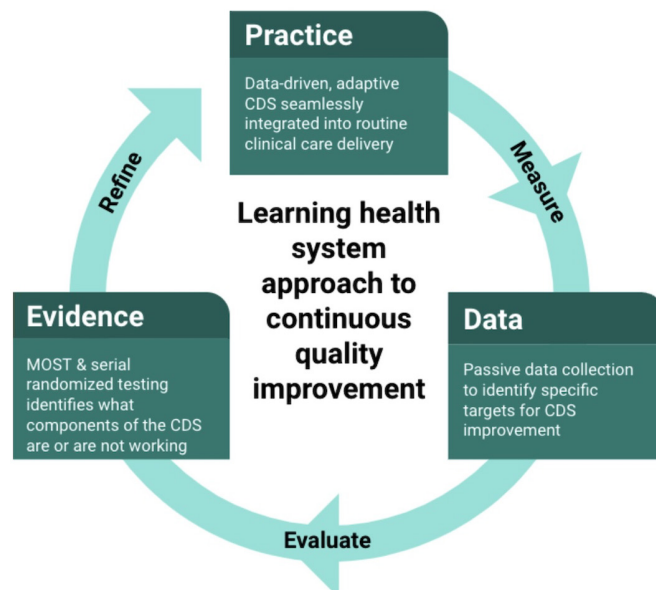 Practice
Data-driven, adaptive
CDS seamlessly
integrated into routine
clinical care delivery
Measure
Data
Passive data collection
to identify specific
targets for CDS
improvement
Evaluate
Evidence
MOST & serial
randomized testing
identifies what
components of the CDS
are or are not working
Refine
Learning health
system
approach to
continuous
quality
improvement